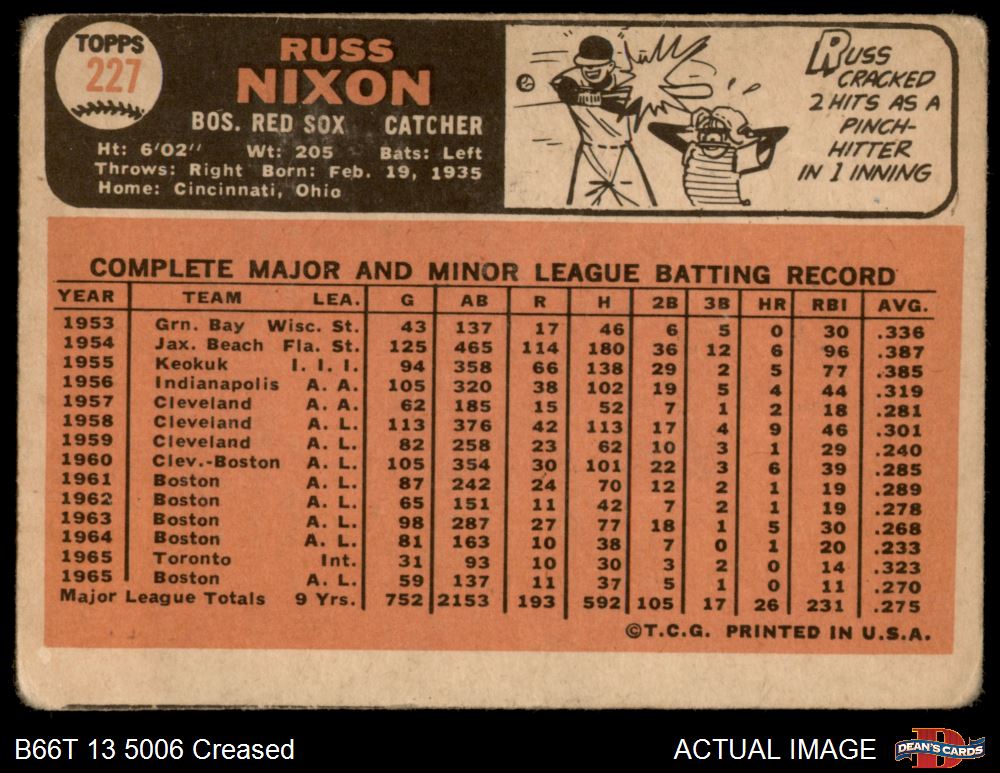 TOPPS
227
RUSS
NIXON
BOS. RED SOX CATCHER
Ht: 6'02" Wt: 205 Bats: Left
Throws: Right Born: Feb. 19, 1935
Home: Cincinnati, Ohio
RUSS
CRACKED
2 HITS AS A
PINCH-
HITTER
IN 1 INNING
COMPLETE MAJOR AND MINOR LEAGUE BATTING RECORD
YEAR TEAM LEA. G AB R H 2B 3B HR RBI AVG.
1953 Grn. Bay Wisc. St. 43 137 17 46 6 5 0 30 .336
1954 Jax. Beach Fla. St. 125 465 114 180 36 12 6 96 .387
1955 Keokuk I. I. I. 94 358 66 138 29 2 5 77 .385
1956 Indianapolis A. A. 105 320 38 102 19 5 4 44 .319
1957 Cleveland A. A. 62 185 15 52 7 1 2 18 .281
1958 Cleveland A. L. 113 376 42 113 17 4 9 46 .301
1959 Cleveland A. L. 82 258 23 62 10 3 1 29 .240
1960 Clev.-Boston A. L. 105 354 30 101 22 3 6 39 .285
1961 Boston A. L. 87 242 24 70 12 2 1 19 .289
1962 Boston A. L. 65 151 11 42 7 2 1 19 .278
1963 Boston A. L. 98 287 27 77 18 1 5 30 .268
1964 Boston A. L. 81 163 10 38 7 0 1 20 .233
1965 Toronto Int. 31 93 10 30 3 2 0 14 .323
1965 Boston A. L. 59 137 11 37 5 1 0 11 .270
Major League Totals 9 Yrs. 752 2153 193 592 105 17 26 231 .275
©T.C.G. PRINTED IN U.S.A.
B66T 13 5006 Creased
ACTUAL IMAGE
DEAN'S CARDS